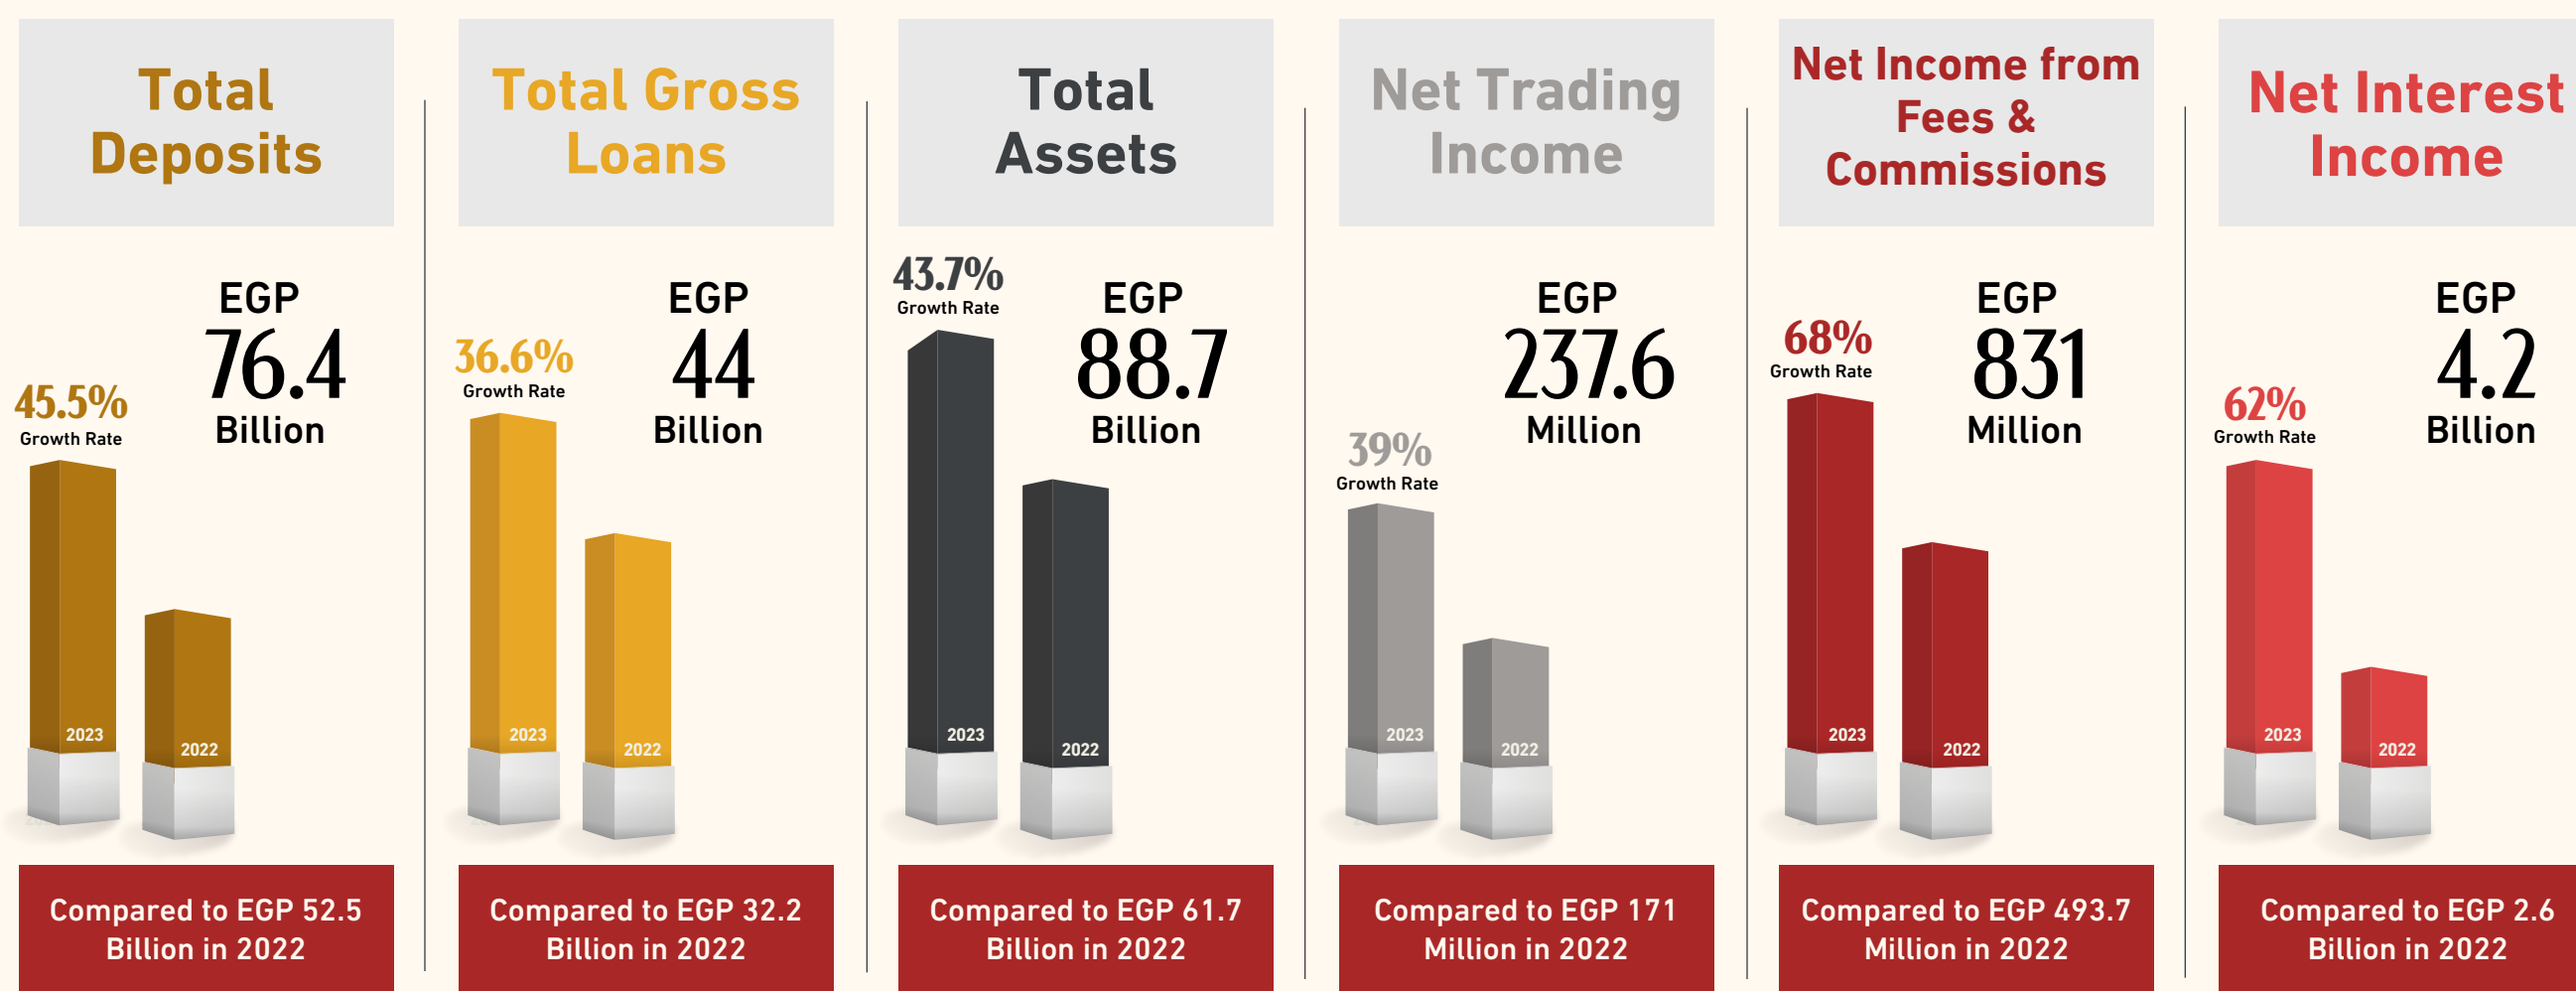 Total
Deposits
45.5%
Growth Rate
EGP
76.4
Billion
2023
2022
Compared to EGP 52.5
Billion in 2022
Total Gross
Loans
36.6%
Growth Rate
EGP
44
Billion
2023
2022
Compared to EGP 32.2
Billion in 2022
Total
Assets
43.7%
Growth Rate
EGP
88.7
Billion
2023
2022
Compared to EGP 61.7
Billion in 2022
Net Trading
Income
39%
Growth Rate
EGP
237.6
Million
2023
2022
Compared to EGP 171
Million in 2022
Net Income from
Fees &
Commissions
68%
Growth Rate
EGP
831
Million
2023
2022
Compared to EGP 493.7
Million in 2022
Net Interest
Income
62%
Growth Rate
EGP
4.2
Billion
2023
2022
Compared to EGP 2.6
Billion in 2022